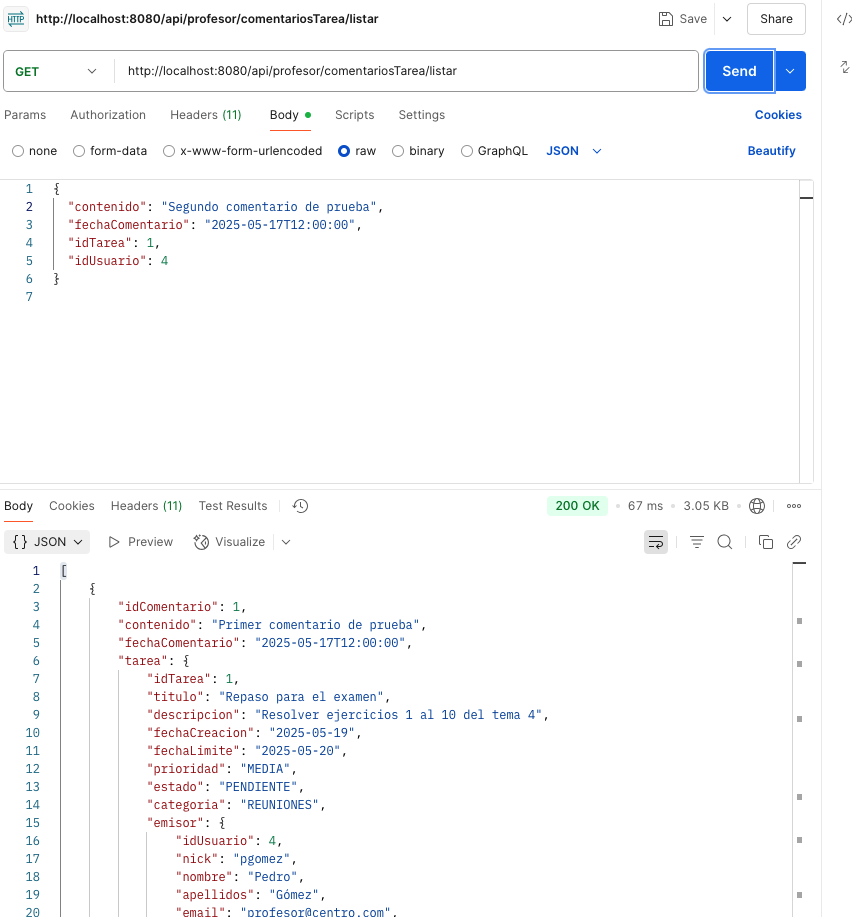 HTTP http://localhost:8080/api/profesor/comentariosTarea/listar Save Share
GET http://localhost:8080/api/profesor/comentariosTarea/listar Send
Params Authorization Headers (11) Body Scripts Settings Cookies
none form-data x-www-form-urlencoded raw binary GraphQL JSON Beautify
1 {
2 "contenido": "Segundo comentario de prueba",
3 "fechaComentario": "2025-05-17T12:00:00",
4 "idTarea": 1,
5 "idUsuario": 4
6 }
7
Body Cookies Headers (11) Test Results 200 OK • 67 ms • 3.05 KB •
{} JSON Preview Visualize
1 [
2 {
3 "idComentario": 1,
4 "contenido": "Primer comentario de prueba",
5 "fechaComentario": "2025-05-17T12:00:00",
6 "tarea": {
7 "idTarea": 1,
8 "titulo": "Repaso para el examen",
9 "descripcion": "Resolver ejercicios 1 al 10 del tema 4",
10 "fechaCreacion": "2025-05-19",
11 "fechaLimite": "2025-05-20",
12 "prioridad": "MEDIA",
13 "estado": "PENDIENTE",
14 "categoria": "REUNIONES",
15 "emisor": {
16 "idUsuario": 4,
17 "nick": "pgomez",
18 "nombre": "Pedro",
19 "apellidos": "Gómez",
20 "email": "profesor@centro.com",